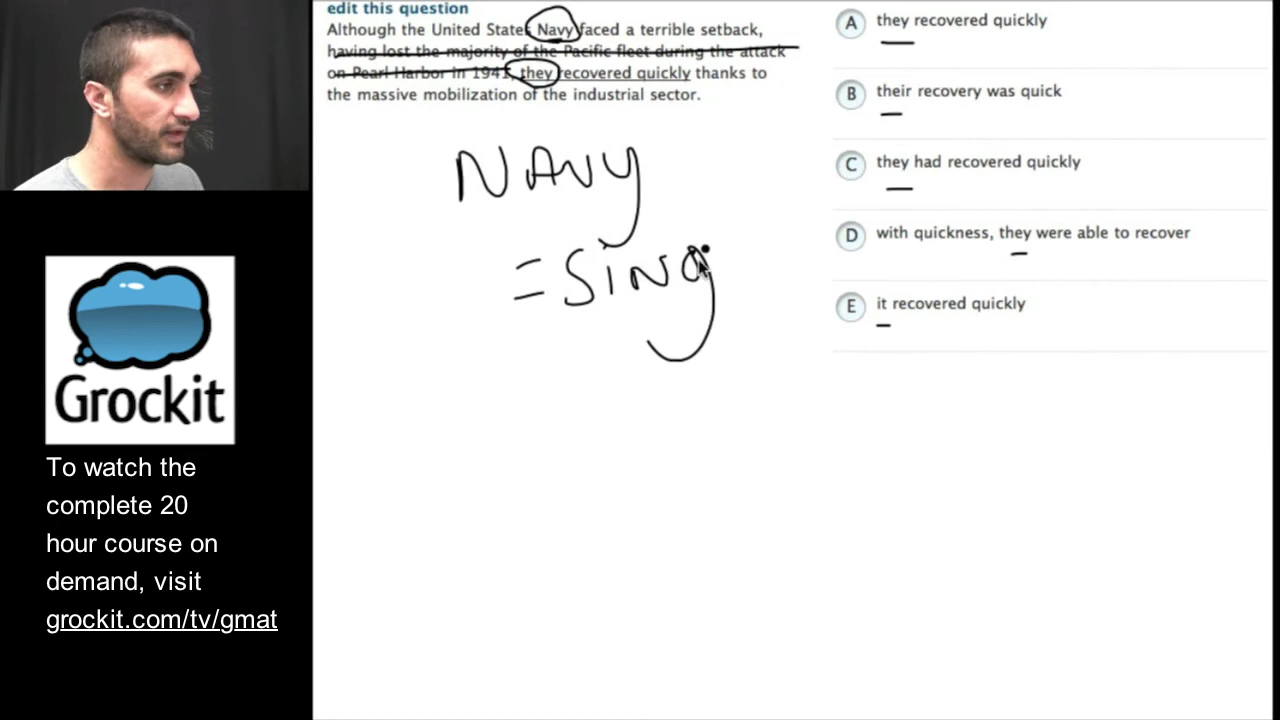 edit this question
Although the United States Navy faced a terrible setback,
having lost the majority of the Pacific fleet during the attack
on Pearl Harbor in 1941, they recovered quickly thanks to
the massive mobilization of the industrial sector.
NAVY
= SING
A they recovered quickly
B their recovery was quick
C they had recovered quickly
D with quickness, they were able to recover
E it recovered quickly
Grockit
To watch the
complete 20
hour course on
demand, visit
grockit.com/tv/gmat